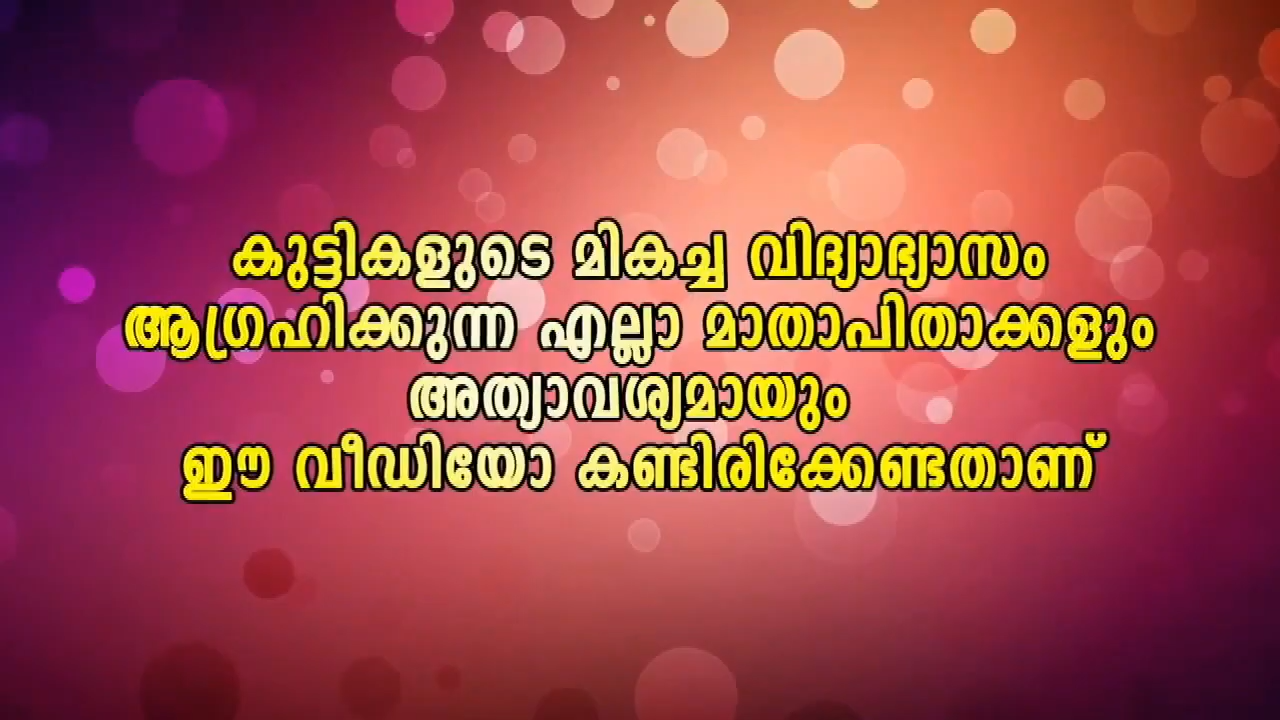 കുട്ടികളുടെ മികച്ച വിദ്യാഭ്യാസം
ആഗ്രഹിക്കുന്ന എല്ലാ മാതാപിതാക്കളും
അത്യാവശ്യമായും
ഈ വീഡിയോ കണ്ടിരിക്കേണ്ടതാണ്